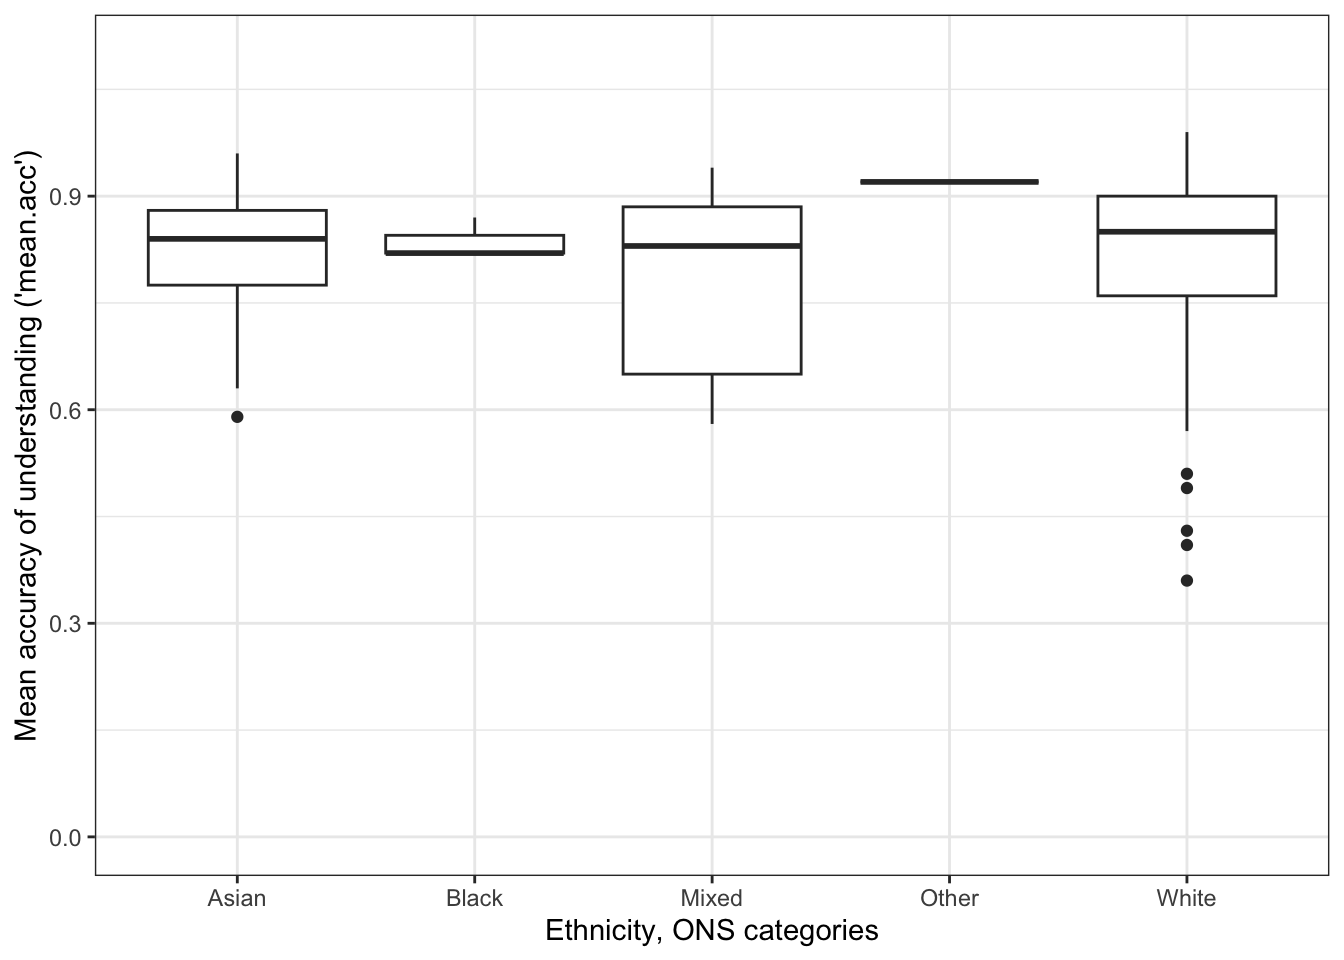 Mean accuracy of understanding ('mean.acc')
0.9
0.6
0.3
0.0
Asian Black Mixed Other White
Ethnicity, ONS categories